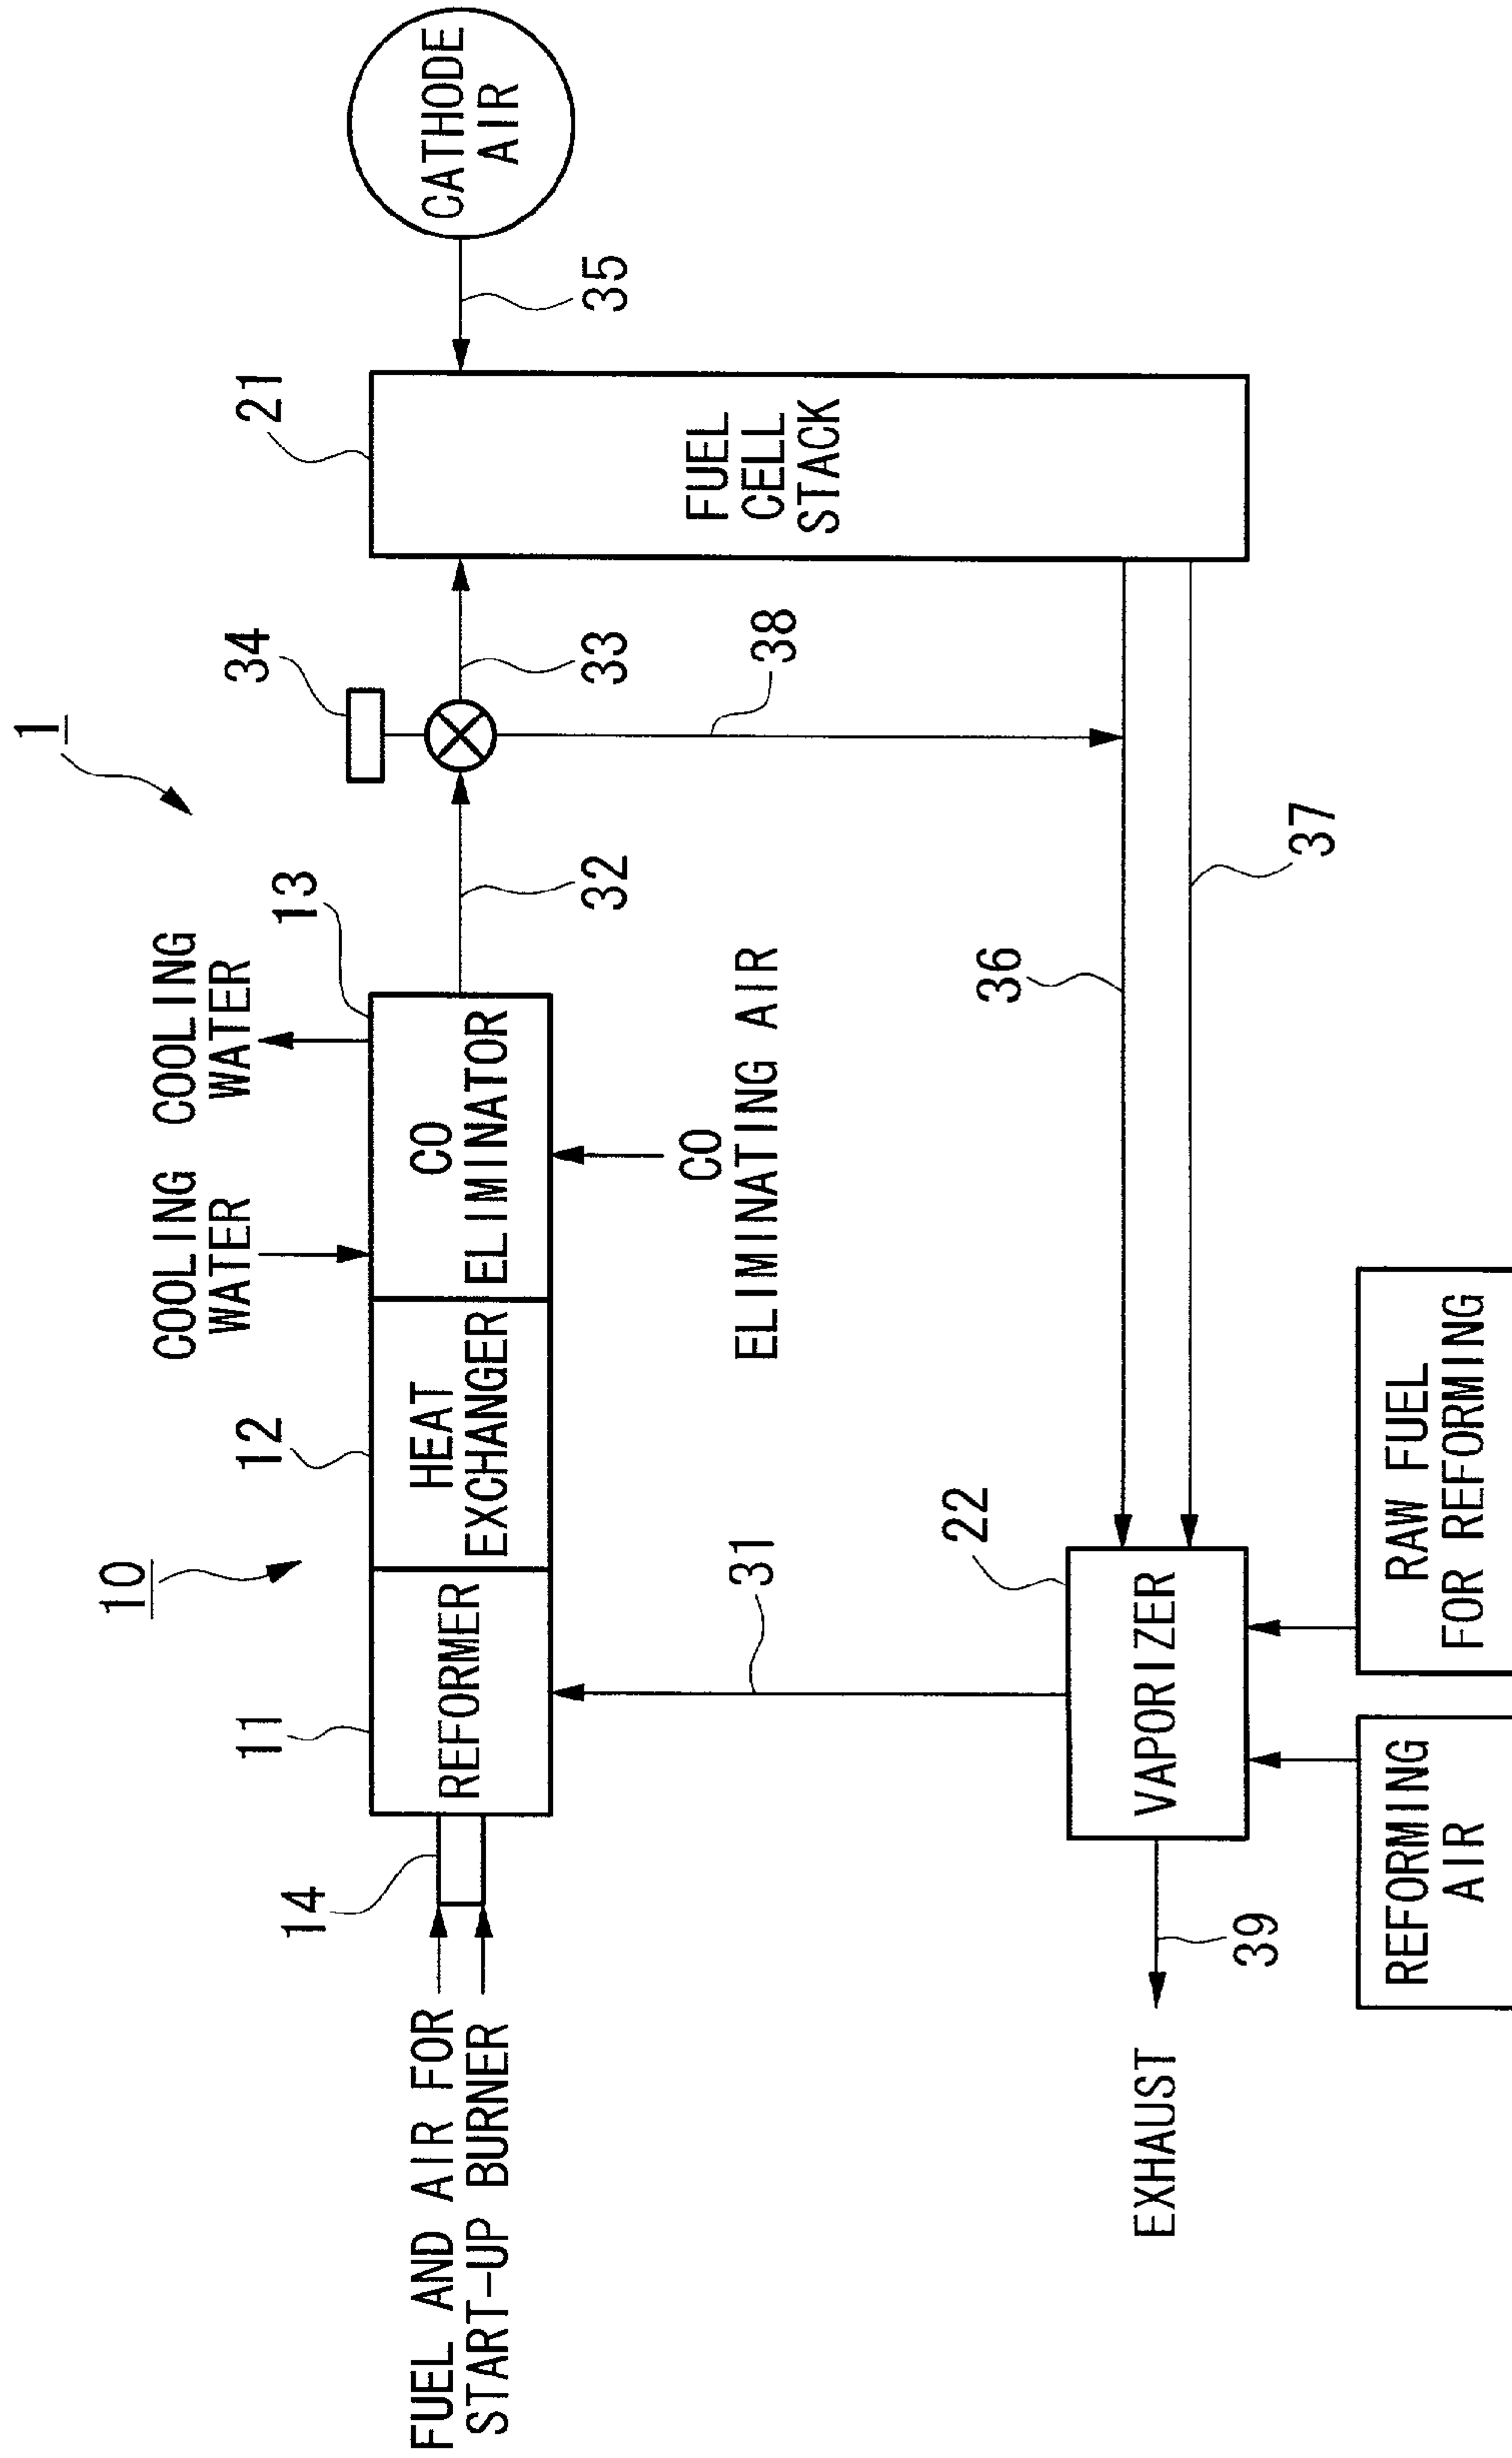 1
10
COOLING
WATER
COOLING
WATER
11
12
13
34
21
14
FUEL AND AIR FOR
START-UP BURNER
REFORMER
HEAT
EXCHANGER
CO
ELIMINATOR
CATHODE
AIR
32
33
35
CO
ELIMINATING AIR
31
38
FUEL
CELL
STACK
22
36
EXHAUST
VAPORIZER
39
37
REFORMING
AIR
RAW FUEL
FOR REFORMING